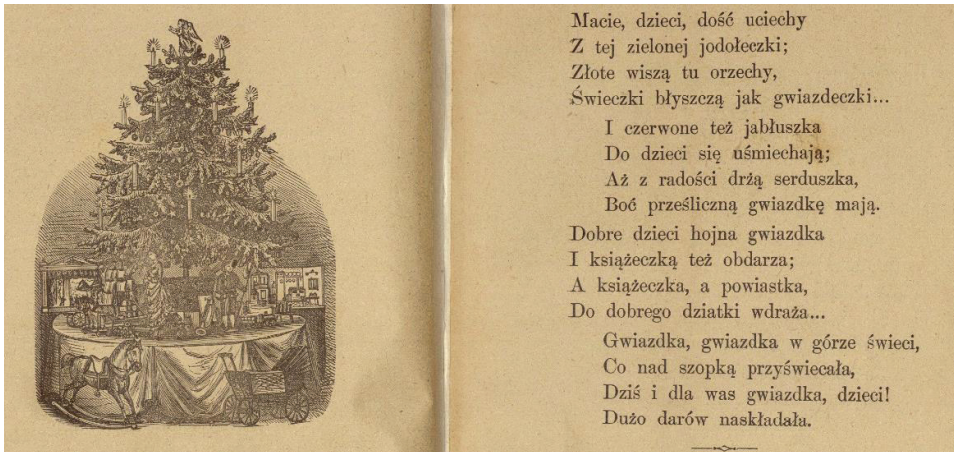 Macie, dzieci, dość uciechy
Z tej zielonej jodołeczki;
Złote wiszą tu orzechy,
Świeczki błyszczą jak gwiazdeczki...
I czerwone też jabłuszka
Do dzieci się uśmiechają;
Aż z radości drżą serduszka,
Boć prześliczną gwiazdkę mają.
Dobre dzieci hojna gwiazdka
I książeczką też obdarza;
A książeczka, a powiastka,
Do dobrego dziatki wdraża...
Gwiazdka, gwiazdka w górze świeci,
Co nad szopką przyświecała,
Dziś i dla was gwiazdka, dzieci!
Dużo darów naskładała.